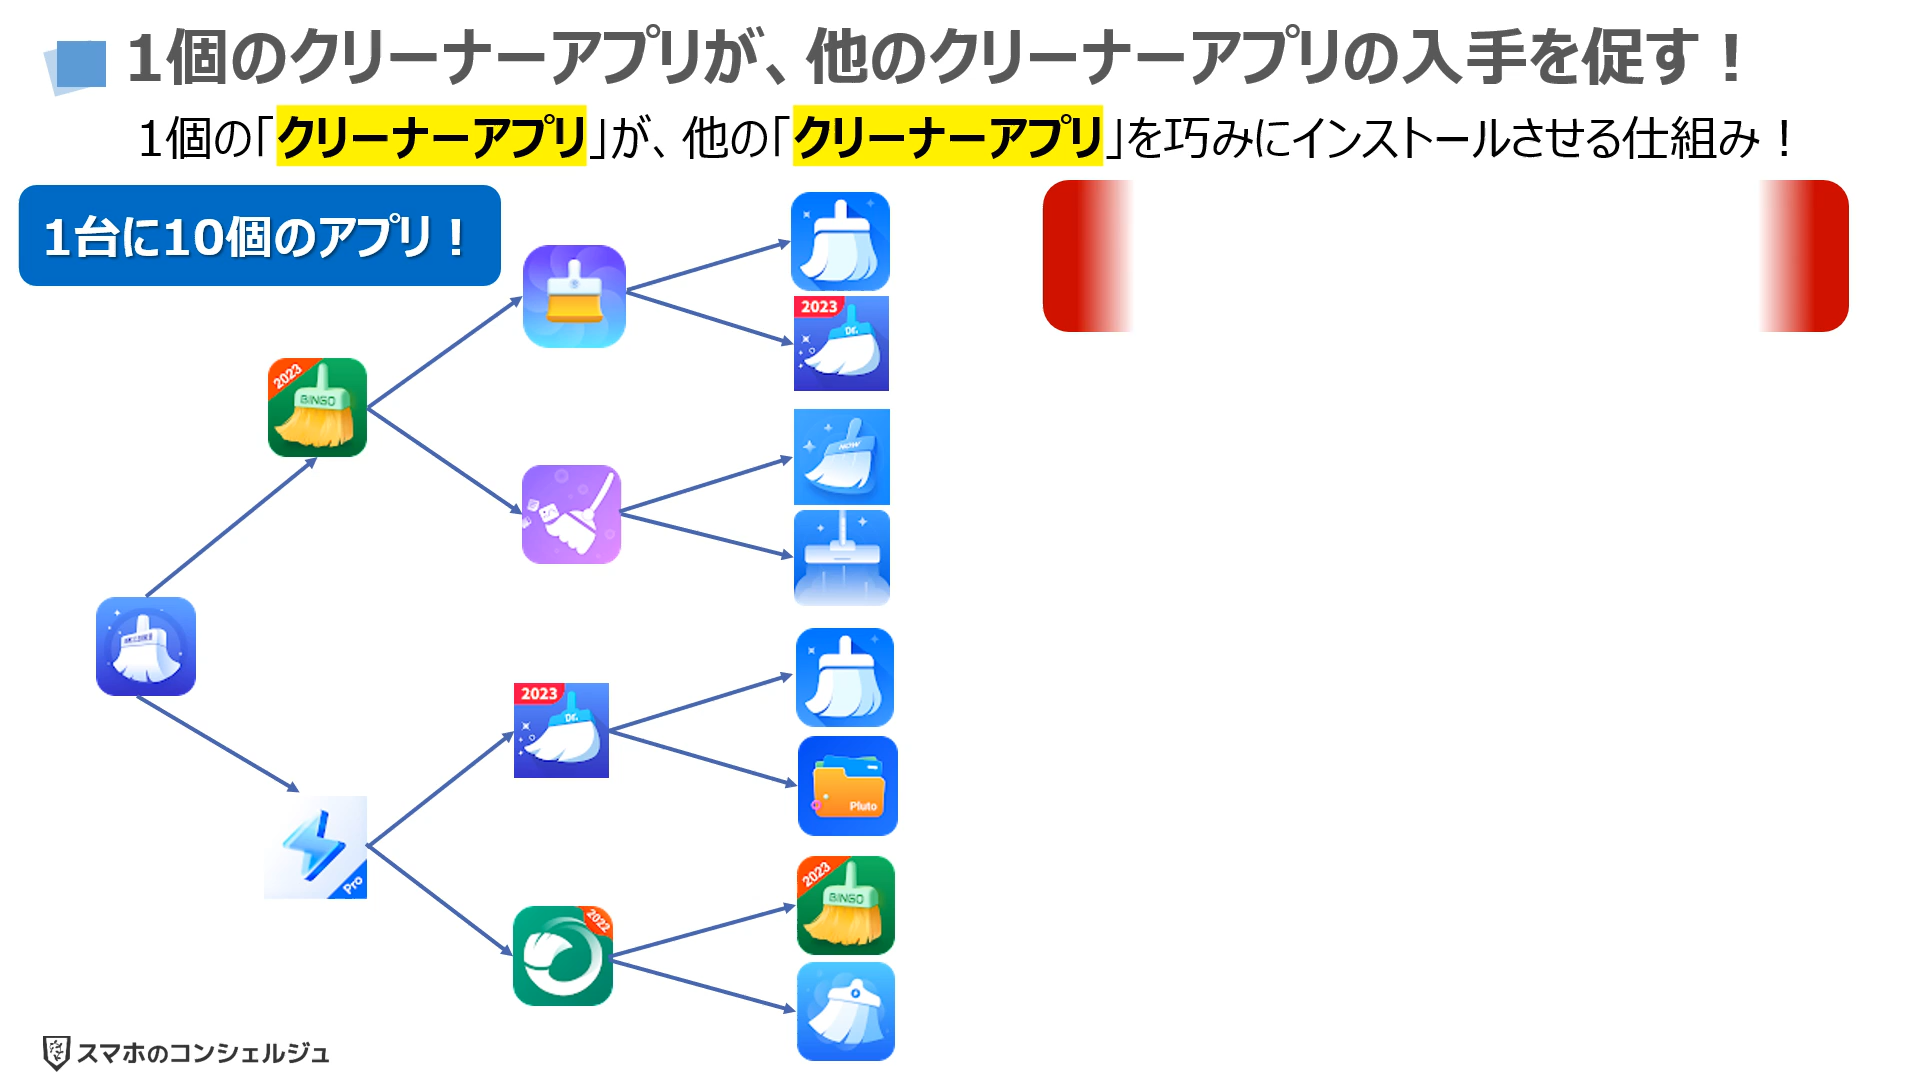 1個のクリーナーアプリが、他のクリーナーアプリの入手を促す！
1個の「クリーナーアプリ」が、他の「クリーナーアプリ」を巧みにインストールさせる仕組み！
1台に10個のアプリ！
2023
2023
BINGO
NOW
2023
Dr.
Dr.
Pluto
Pro
2023
BINGO
2022
スマホのコンシェルジュ